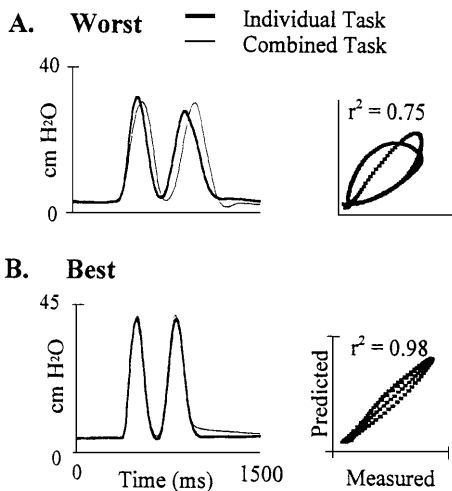 A. Worst
Individual Task
Combined Task
40
cm H2O
0
r² = 0.75
B. Best
45
cm H2O
0
0 Time (ms) 1500
r² = 0.98
Predicted
Measured